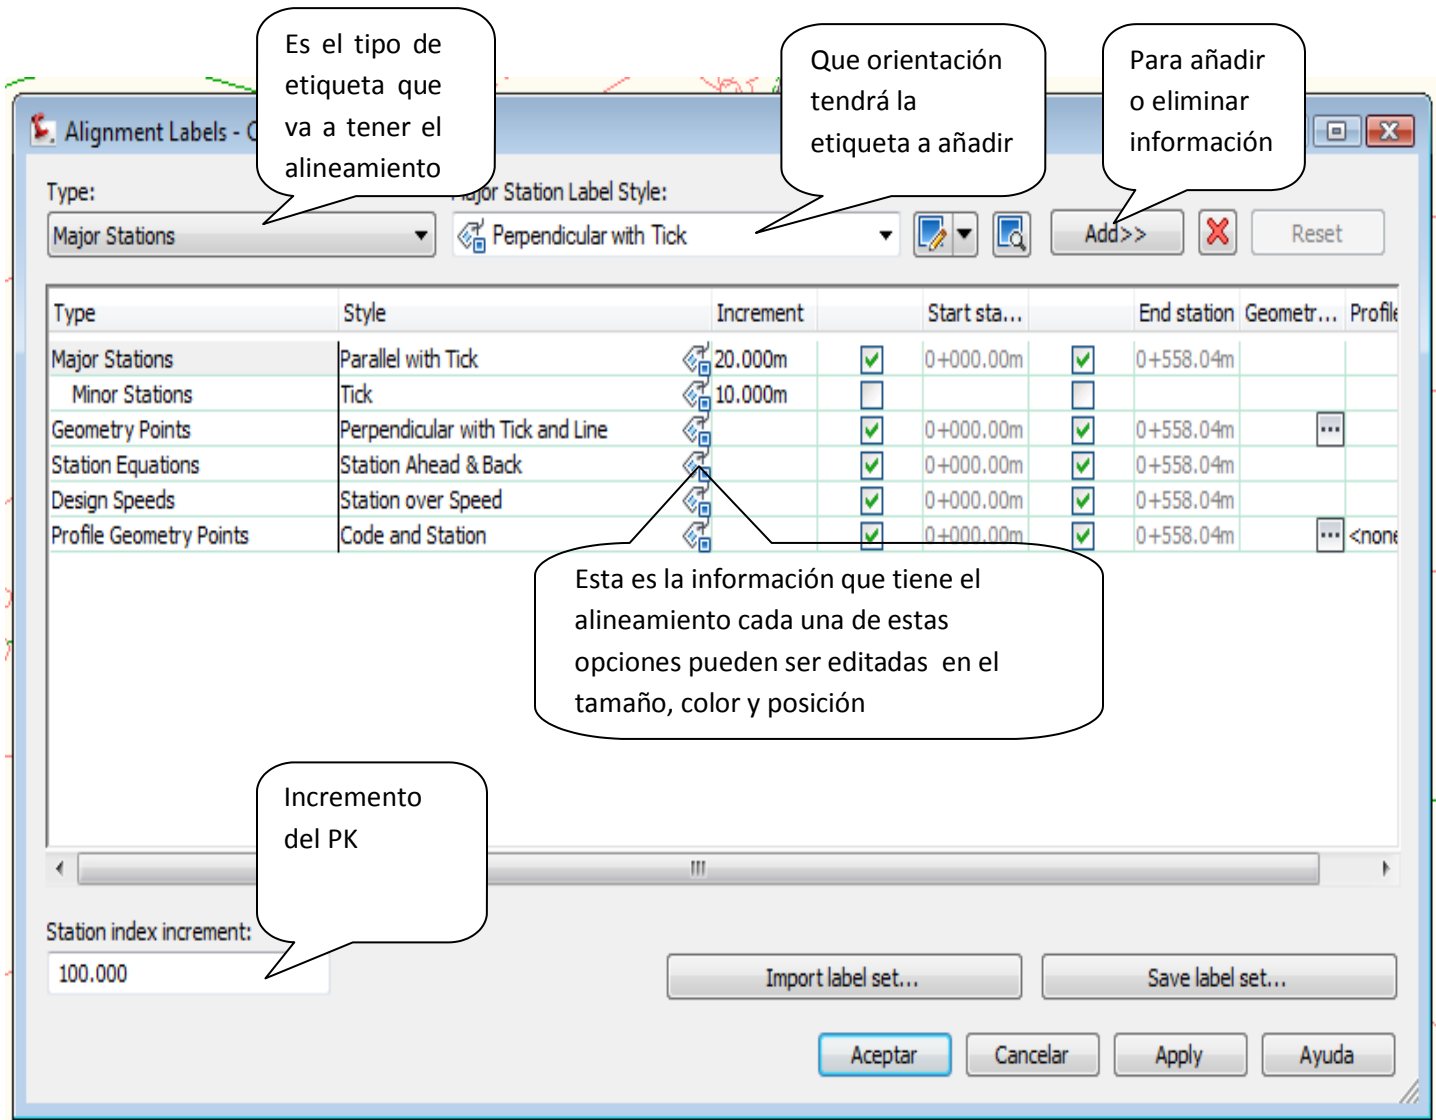 Es el tipo de
etiqueta que
va a tener el
alineamiento
Que orientación
tendrá la
etiqueta a añadir
Para añadir
o eliminar
información
Alignment Labels - C
Type:
Major Station Label Style:
Major Stations
Perpendicular with Tick
Add>>
Reset
Type Style Increment Start sta... End station Geometr... Profile
Major Stations Parallel with Tick 20.000m 0+000.00m 0+558.04m
Minor Stations Tick 10.000m
Geometry Points Perpendicular with Tick and Line 0+000.00m 0+558.04m ...
Station Equations Station Ahead & Back 0+000.00m 0+558.04m
Design Speeds Station over Speed 0+000.00m 0+558.04m
Profile Geometry Points Code and Station 0+000.00m 0+558.04m ... <none
Esta es la información que tiene el
alineamiento cada una de estas
opciones pueden ser editadas en el
tamaño, color y posición
Incremento
del PK
Station index increment:
100.000
Import label set...
Save label set...
Aceptar
Cancelar
Apply
Ayuda